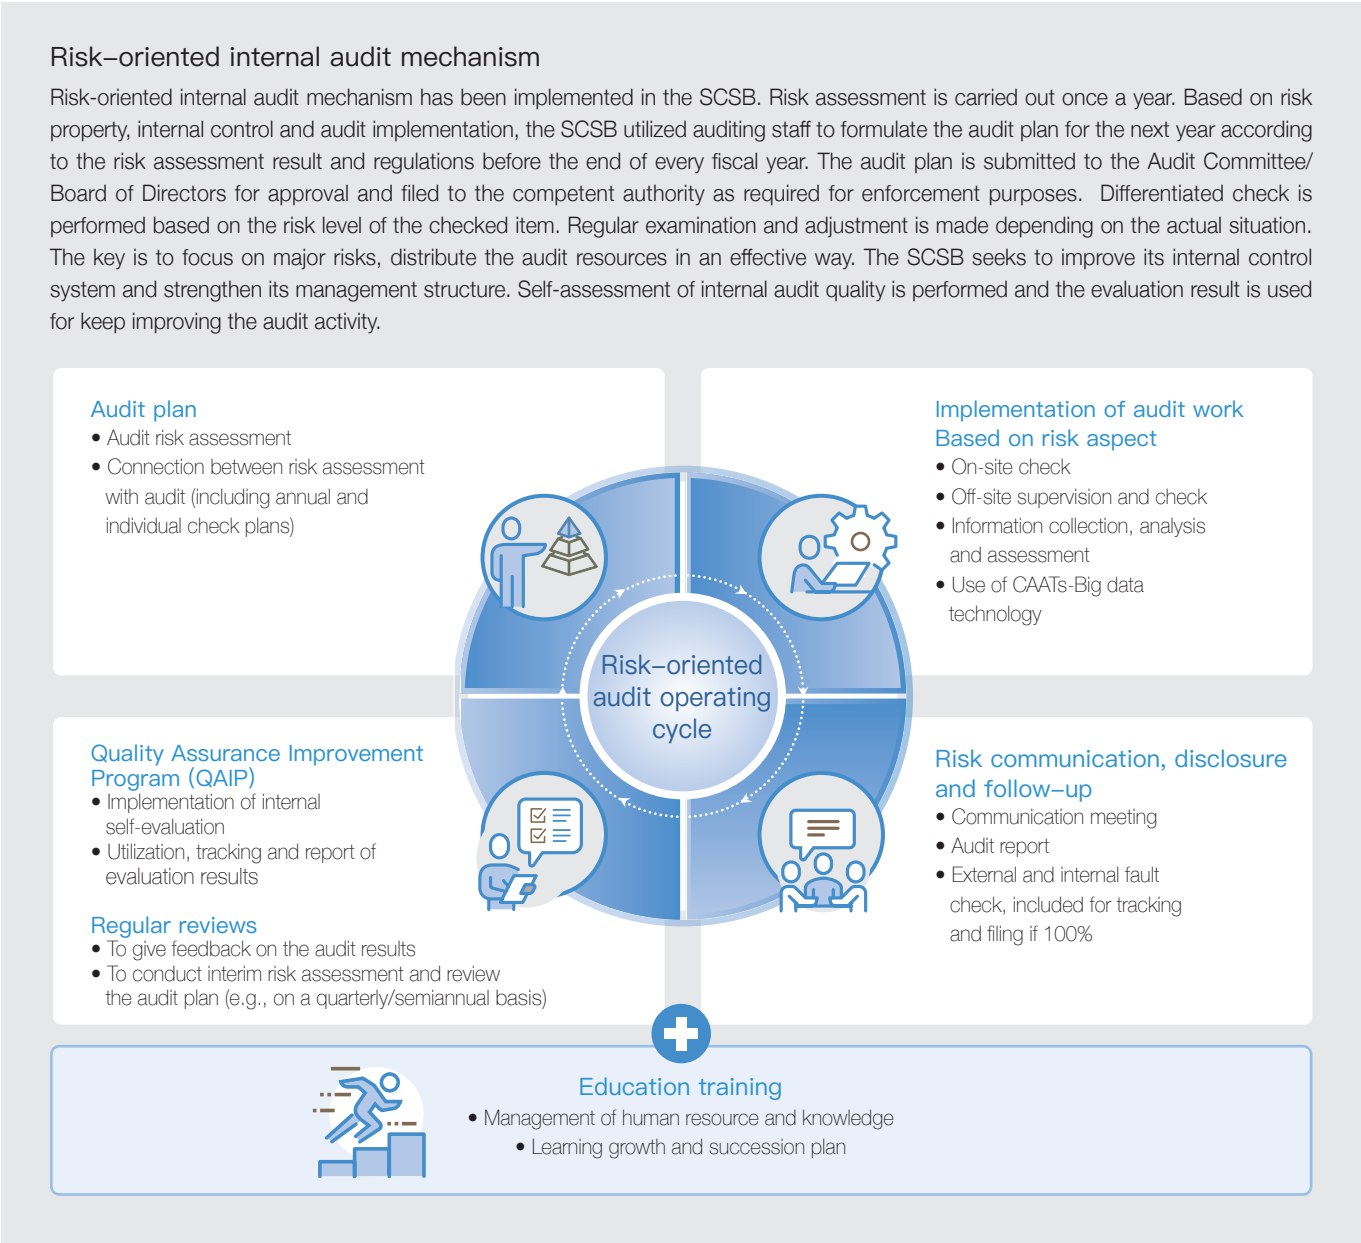 Risk–oriented internal audit mechanism
Risk-oriented internal audit mechanism has been implemented in the SCSB. Risk assessment is carried out once a year. Based on risk
property, internal control and audit implementation, the SCSB utilized auditing staff to formulate the audit plan for the next year according
to the risk assessment result and regulations before the end of every fiscal year. The audit plan is submitted to the Audit Committee/
Board of Directors for approval and filed to the competent authority as required for enforcement purposes. Differentiated check is
performed based on the risk level of the checked item. Regular examination and adjustment is made depending on the actual situation.
The key is to focus on major risks, distribute the audit resources in an effective way. The SCSB seeks to improve its internal control
system and strengthen its management structure. Self-assessment of internal audit quality is performed and the evaluation result is used
for keep improving the audit activity.
Audit plan
• Audit risk assessment
• Connection between risk assessment
with audit (including annual and
individual check plans)
Implementation of audit work
Based on risk aspect
• On-site check
• Off-site supervision and check
• Information collection, analysis
and assessment
• Use of CAATs-Big data
technology
Risk–oriented
audit operating
cycle
Quality Assurance Improvement
Program (QAIP)
• Implementation of internal
self-evaluation
• Utilization, tracking and report of
evaluation results
Regular reviews
• To give feedback on the audit results
• To conduct interim risk assessment and review
the audit plan (e.g., on a quarterly/semiannual basis)
Risk communication, disclosure
and follow–up
• Communication meeting
• Audit report
• External and internal fault
check, included for tracking
and filing if 100%
Education training
• Management of human resource and knowledge
• Learning growth and succession plan